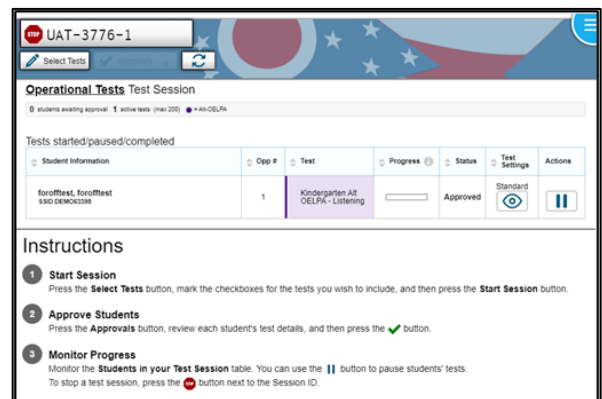 STOP UAT-3776-1
Select Tests Approvals
Operational Tests Test Session
0 students awaiting approval 1 active tests (max 200) = Alt-OELPA
Tests started/paused/completed
Student Information Opp # Test Progress Status Test Settings Actions
forofftest, forofftest 1 Kindergarten Alt OELPA - Listening Approved Standard
SSID DEMO63399
Instructions
1 Start Session
Press the Select Tests button, mark the checkboxes for the tests you wish to include, and then press the Start Session button.
2 Approve Students
Press the Approvals button, review each student's test details, and then press the button.
3 Monitor Progress
Monitor the Students in your Test Session table. You can use the button to pause students' tests.
To stop a test session, press the STOP button next to the Session ID.